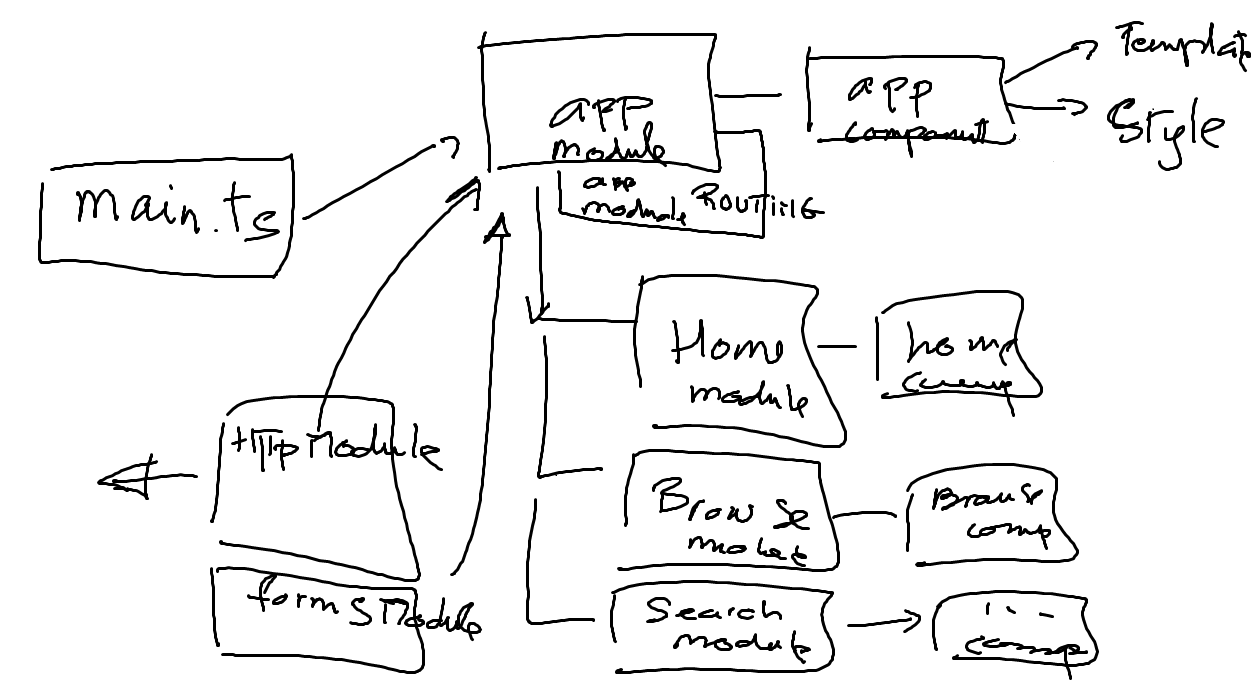 Template
app
component
Style
app
module
app
module ROUTING
main.ts
Home
module
home
comp
HTTpModule
Browse
module
Browse
comp
formsModule
Search
module
comp